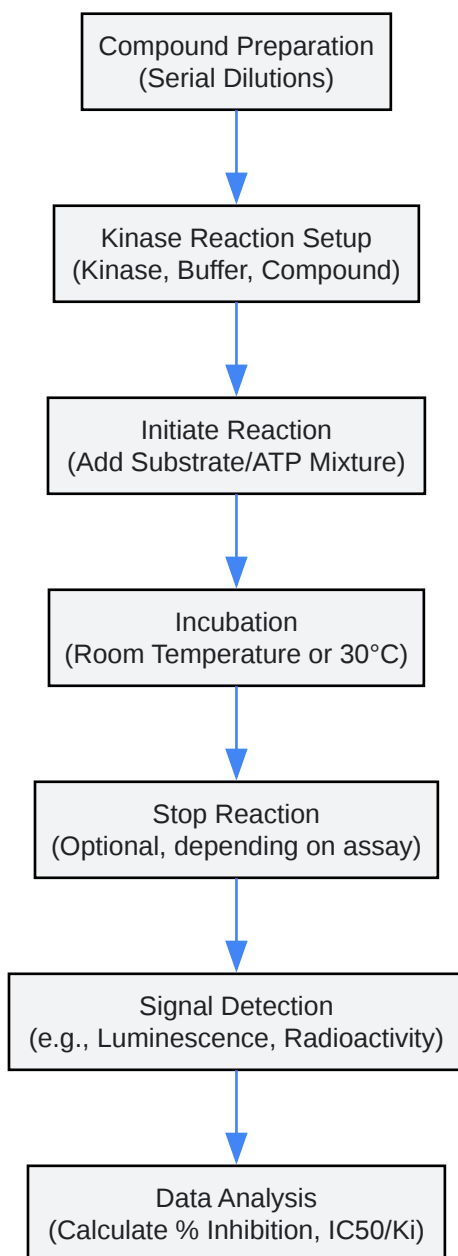 Compound Preparation
(Serial Dilutions)
Kinase Reaction Setup
(Kinase, Buffer, Compound)
Initiate Reaction
(Add Substrate/ATP Mixture)
Incubation
(Room Temperature or 30°C)
Stop Reaction
(Optional, depending on assay)
Signal Detection
(e.g., Luminescence, Radioactivity)
Data Analysis
(Calculate % Inhibition, IC50/Ki)